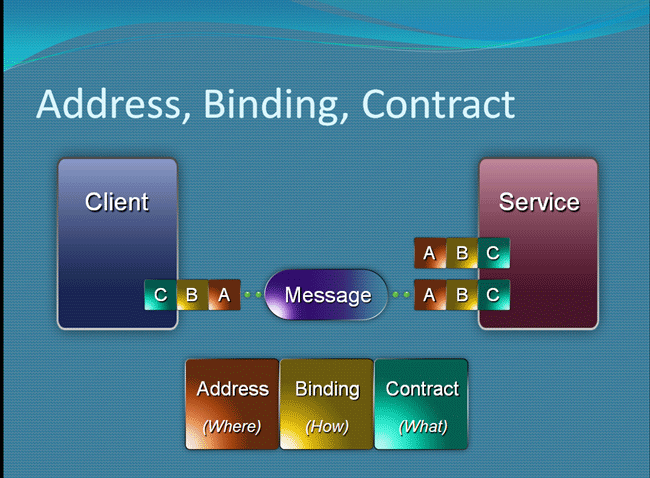 Address, Binding, Contract
Client
Service
A B C
C B A
Message
A B C
Address Binding Contract
(Where) (How) (What)